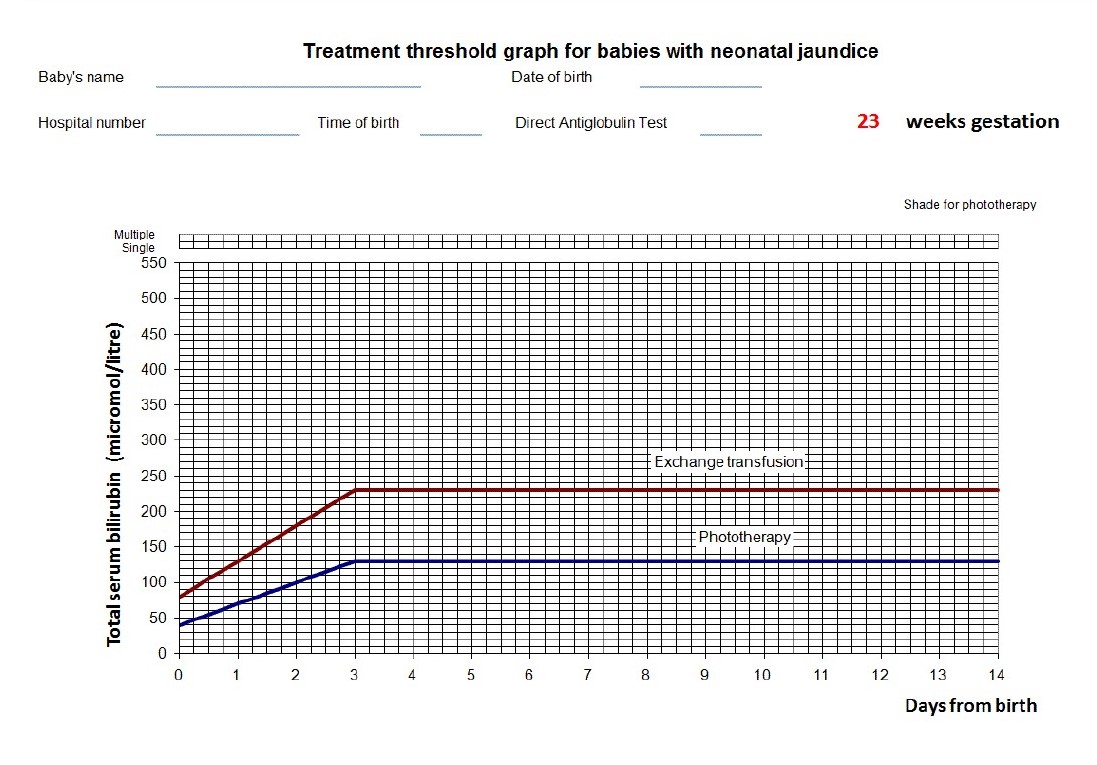 Treatment threshold graph for babies with neonatal jaundice
Baby's name
Date of birth
Hospital number
Time of birth
Direct Antiglobulin Test
23 weeks gestation
Shade for phototherapy
Multiple
Single
550
500
450
400
350
300
250
200
150
100
50
0
Total serum bilirubin (micromol/litre)
Exchange transfusion
Phototherapy
0 1 2 3 4 5 6 7 8 9 10 11 12 13 14
Days from birth